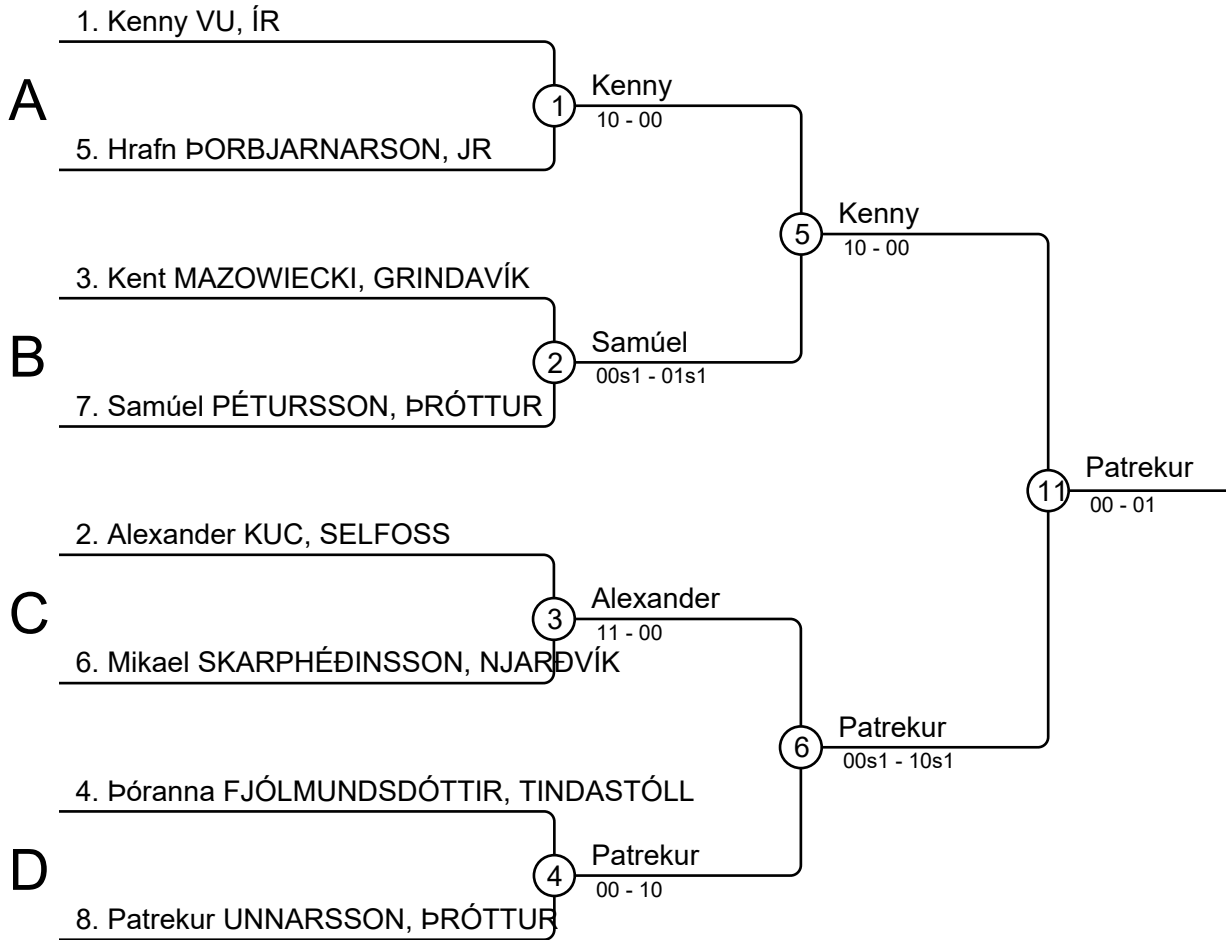 1. Kenny VU, ÍR
A
1
Kenny
10 - 00
5. Hrafn ÞORBJARNARSON, JR
5
Kenny
10 - 00
3. Kent MAZOWIECKI, GRINDAVÍK
B
2
Samúel
00s1 - 01s1
7. Samúel PÉTURSSON, ÞRÓTTUR
11
Patrekur
00 - 01
2. Alexander KUC, SELFOSS
C
3
Alexander
11 - 00
6. Mikael SKARPHÉÐINSSON, NJARÐVÍK
6
Patrekur
00s1 - 10s1
4. Þóranna FJÓLMUNDSDÓTTIR, TINDASTÓLL
D
4
Patrekur
00 - 10
8. Patrekur UNNARSSON, ÞRÓTTUR